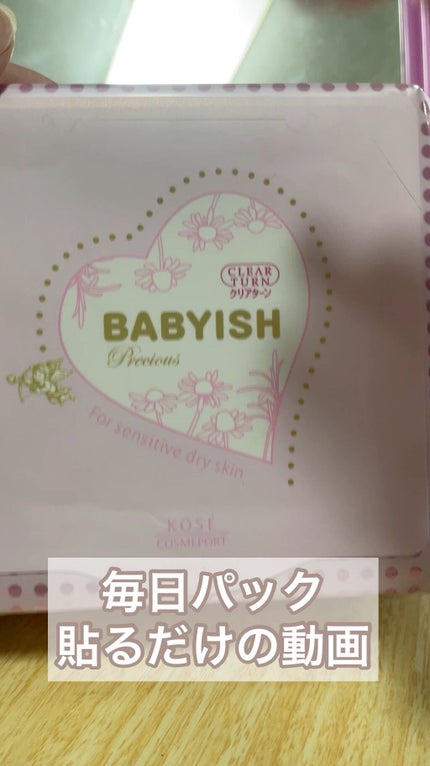 CLEAR
TURN
クリアターン
BABYISH
Precious
For sensitive dry skin
KOSÉ
COSMEPORT
毎日パック
貼るだけの動画